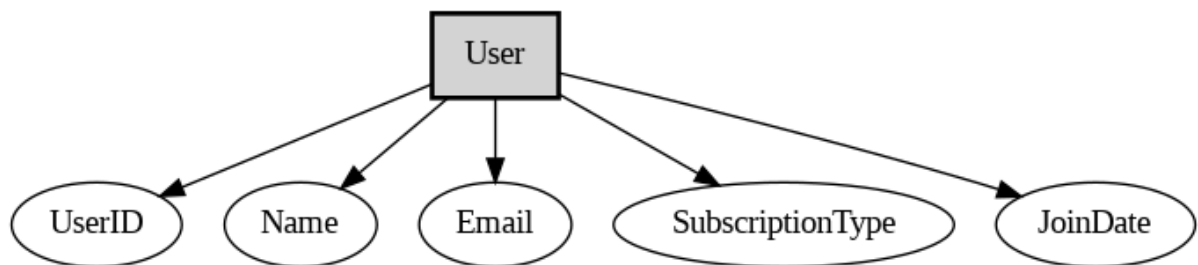 User
UserID
Name
Email
SubscriptionType
JoinDate